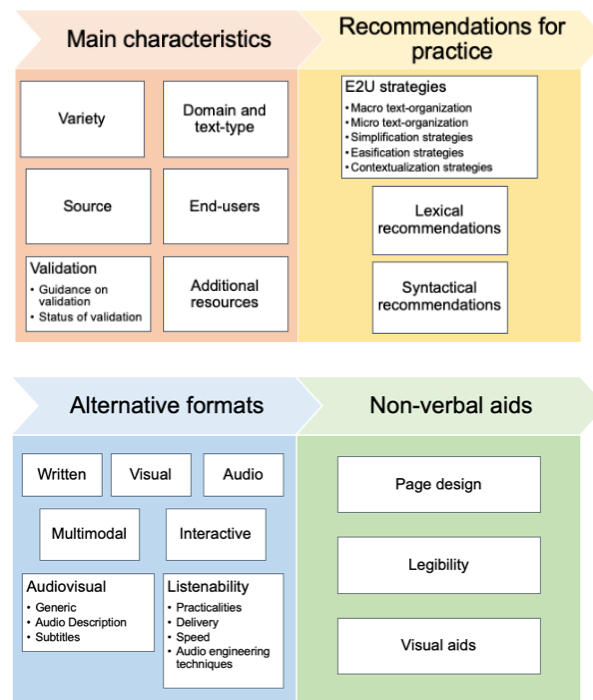 Main characteristics
Recommendations for
practice
Variety
Domain and
text-type
Source
End-users
Validation
• Guidance on
validation
• Status of validation
Additional
resources
E2U strategies
• Macro text-organization
• Micro text-organization
• Simplification strategies
• Easification strategies
• Contextualization strategies
Lexical
recommendations
Syntactical
recommendations
Alternative formats
Non-verbal aids
Written
Visual
Audio
Multimodal
Interactive
Audiovisual
• Generic
• Audio Description
• Subtitles
Listenability
• Practicalities
• Delivery
• Speed
• Audio engineering
techniques
Page design
Legibility
Visual aids